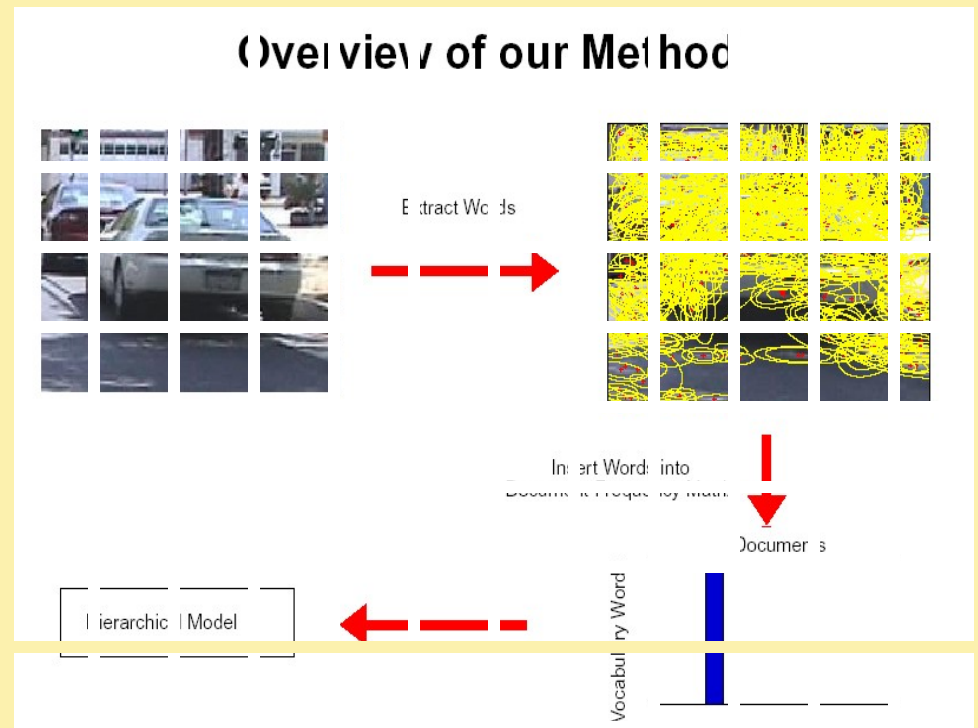 Overview of our Method
Extract Words
Insert Words into
Documents
Vocabulary Word
Hierarchical Model